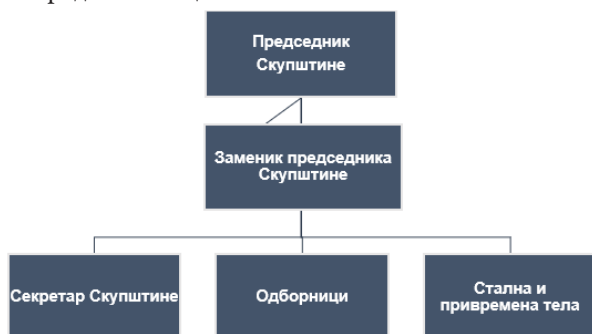 Председник
Скупштине
Заменик председника
Скупштине
Секретар Скупштине
Одборници
Стална и
привремена тела